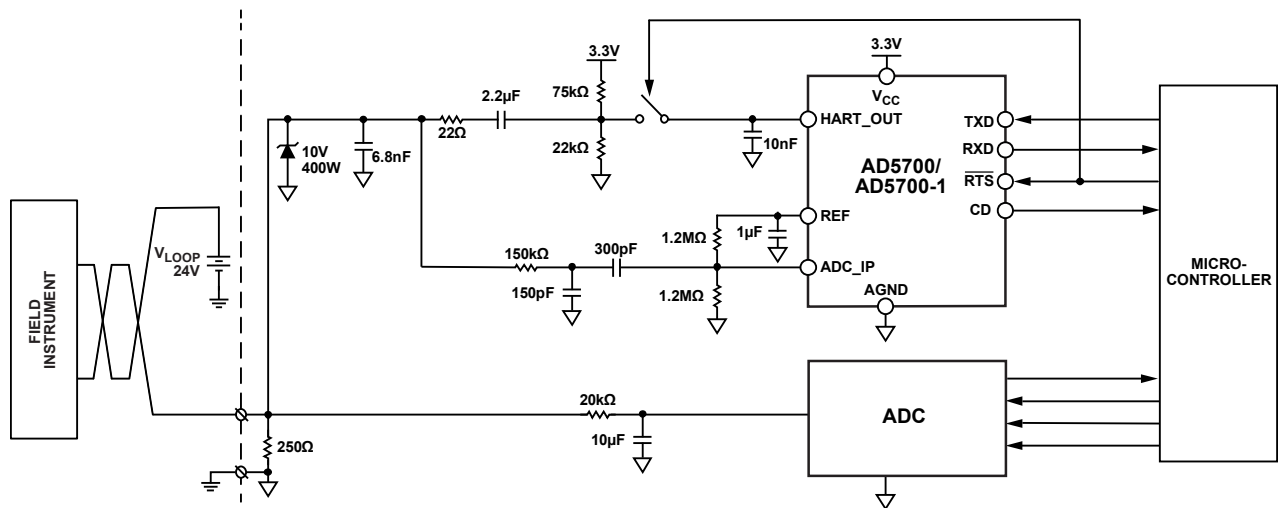 FIELD
INSTRUMENT
VLOOP
24V
250Ω
10V
400W
6.8nF
22Ω
2.2µF
3.3V
75kΩ
22kΩ
10nF
150kΩ
150pF
300pF
1.2MΩ
1.2MΩ
1µF
20kΩ
10µF
3.3V
VCC
HART_OUT
REF
ADC_IP
AGND
AD5700/
AD5700-1
TXD
RXD
RTS
CD
ADC
MICRO-
CONTROLLER